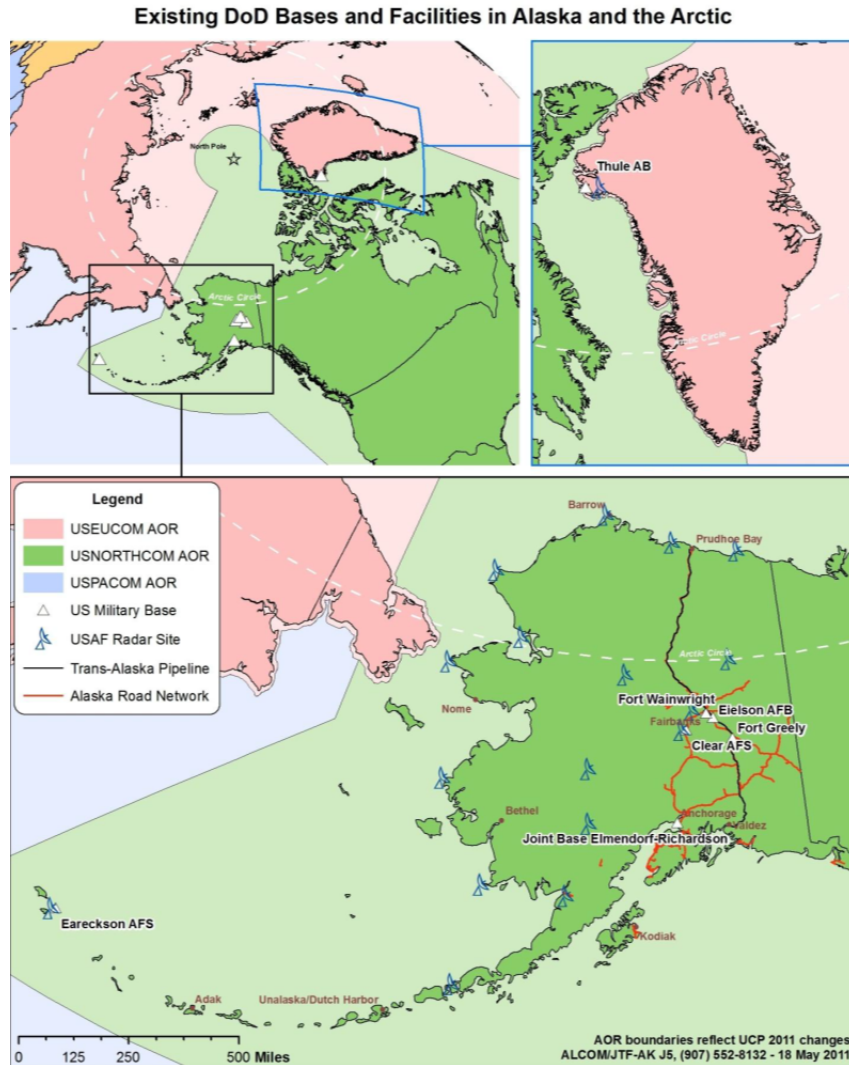 Existing DoD Bases and Facilities in Alaska and the Arctic
North Pole
Arctic Circle
Thule AB
Arctic Circle
Legend
USEUCOM AOR
USNORTHCOM AOR
USPACOM AOR
US Military Base
USAF Radar Site
Trans-Alaska Pipeline
Alaska Road Network
Barrow
Prudhoe Bay
Arctic Circle
Nome
Fort Wainwright
Eielson AFB
Fairbanks
Fort Greely
Clear AFS
Bethel
Anchorage
Valdez
Joint Base Elmendorf-Richardson
Eareckson AFS
Kodiak
Adak
Unalaska/Dutch Harbor
0 125 250 500 Miles
AOR boundaries reflect UCP 2011 changes
ALCOM/JTF-AK J5, (907) 552-8132 - 18 May 2011